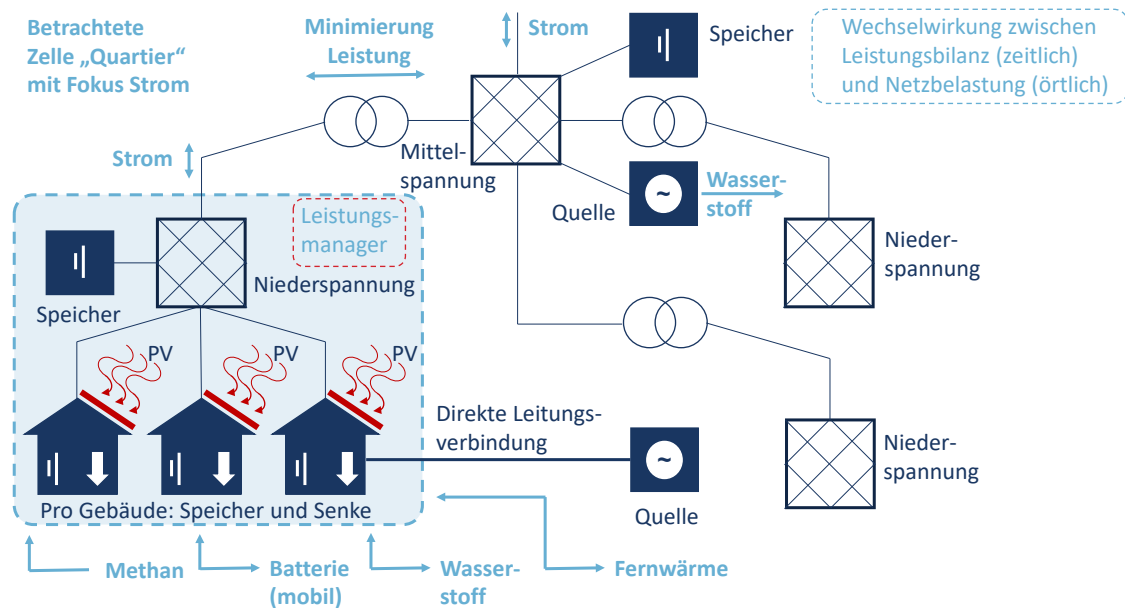 Betrachtete
Zelle „Quartier“
mit Fokus Strom
Minimierung
Leistung
Strom
Speicher
Wechselwirkung zwischen
Leistungsbilanz (zeitlich)
und Netzbelastung (örtlich)
Strom
Mittel-
spannung
Quelle
~
Wasser-
stoff
Leistungs-
manager
Speicher
Niederspannung
Nieder-
spannung
PV
PV
PV
Direkte Leitungs-
verbindung
~
Quelle
Nieder-
spannung
Pro Gebäude: Speicher und Senke
Methan
Batterie
(mobil)
Wasser-
stoff
Fernwärme